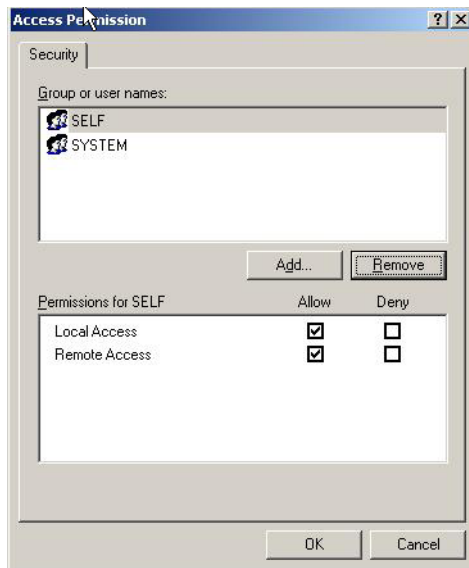 Access Permission
Security
Group or user names:
SELF
SYSTEM
Add... Remove
Permissions for SELF Allow Deny
Local Access
Remote Access
OK Cancel